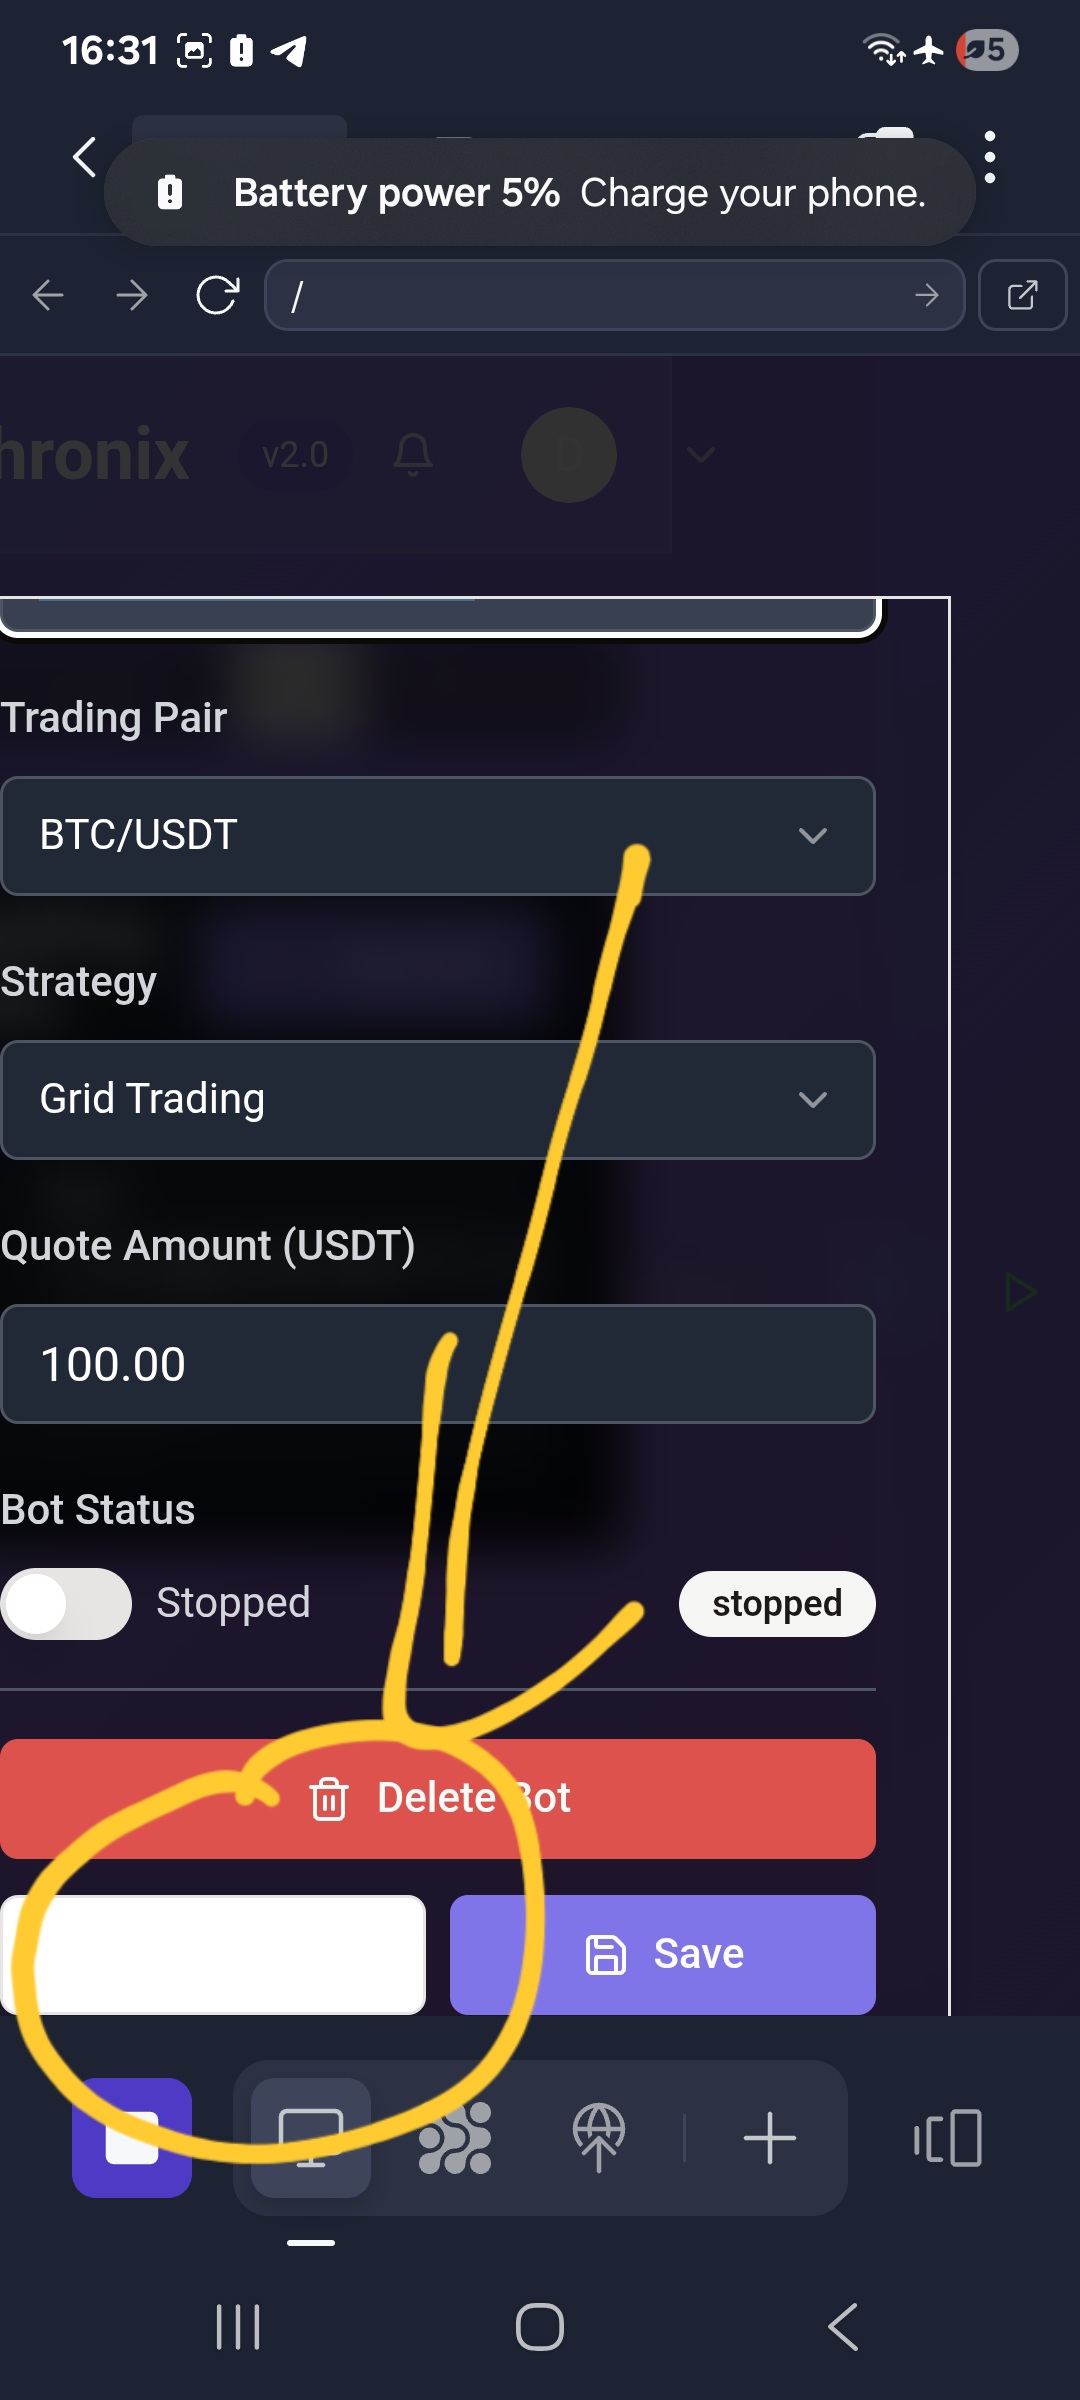 16:31
5
Battery power 5% Charge your phone.
/
hronix v2.0 D
Trading Pair
BTC/USDT
Strategy
Grid Trading
Quote Amount (USDT)
100.00
Bot Status
Stopped stopped
Delete Bot
Save